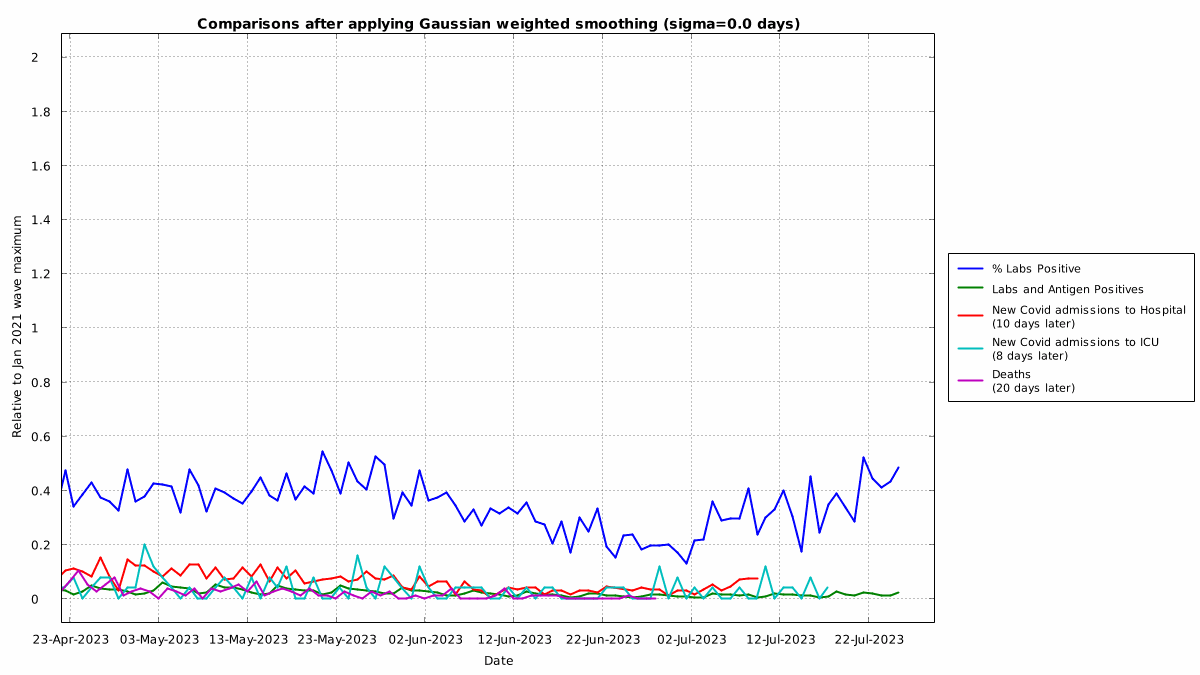 Comparisons after applying Gaussian weighted smoothing (sigma=0.0 days)
Relative to Jan 2021 wave maximum
2
1.8
1.6
1.4
1.2
1
0.8
0.6
0.4
0.2
0
23-Apr-2023 03-May-2023 13-May-2023 23-May-2023 02-Jun-2023 12-Jun-2023 22-Jun-2023 02-Jul-2023 12-Jul-2023 22-Jul-2023
Date
% Labs Positive
Labs and Antigen Positives
New Covid admissions to Hospital
(10 days later)
New Covid admissions to ICU
(8 days later)
Deaths
(20 days later)